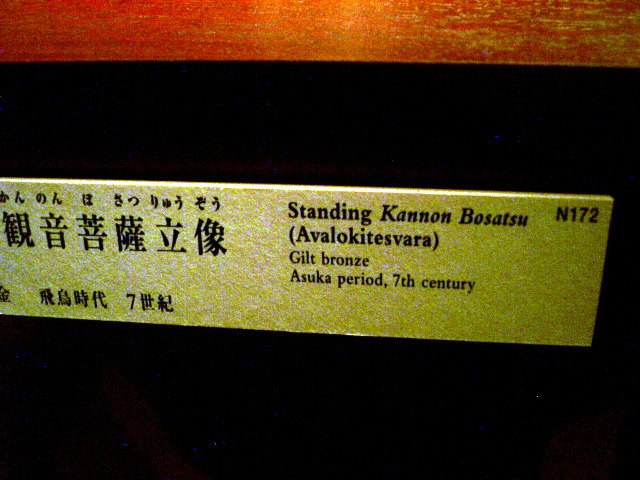 かんのん ぼ さつ りゅう ぞう
観音菩薩立像
金 飛鳥時代 7世紀
Standing Kannon Bosatsu
(Avalokitesvara)
Gilt bronze
Asuka period, 7th century
N172